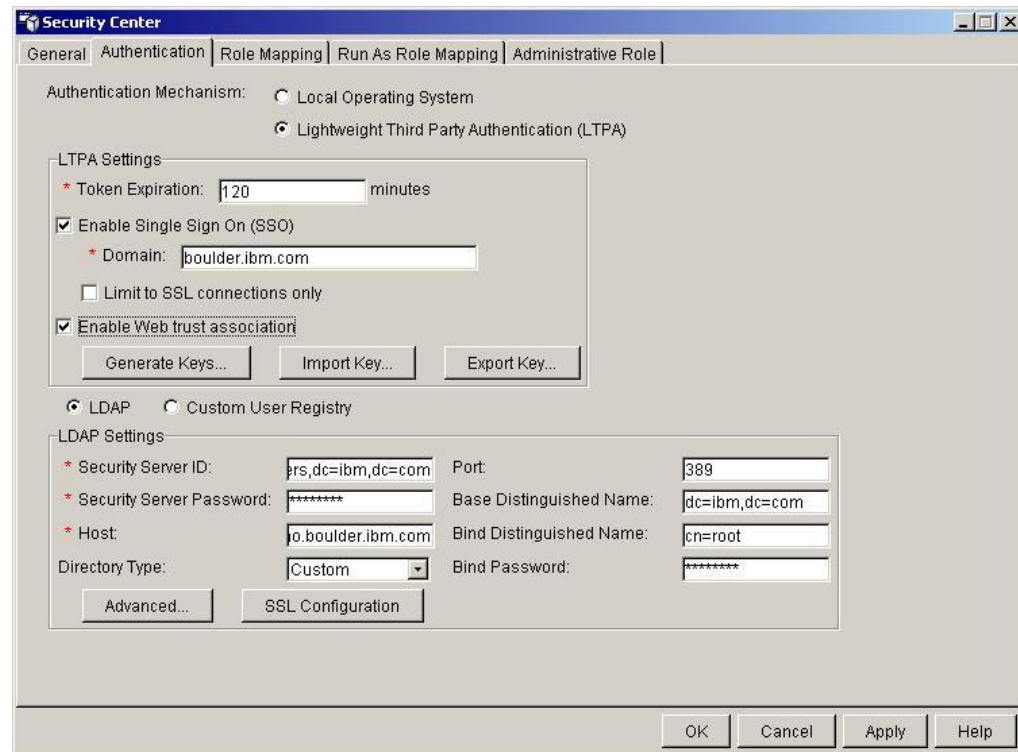 Security Center
General Authentication Role Mapping Run As Role Mapping Administrative Role
Authentication Mechanism: Local Operating System
Lightweight Third Party Authentication (LTPA)
LTPA Settings
* Token Expiration: 120 minutes
Enable Single Sign On (SSO)
* Domain: boulder.ibm.com
Limit to SSL connections only
Enable Web trust association
Generate Keys... Import Key... Export Key...
LDAP Custom User Registry
LDAP Settings
* Security Server ID: ers,dc=ibm,dc=com Port: 389
* Security Server Password: ******** Base Distinguished Name: dc=ibm,dc=com
* Host: o.boulder.ibm.com Bind Distinguished Name: cn=root
Directory Type: Custom Bind Password: ********
Advanced... SSL Configuration
OK Cancel Apply Help